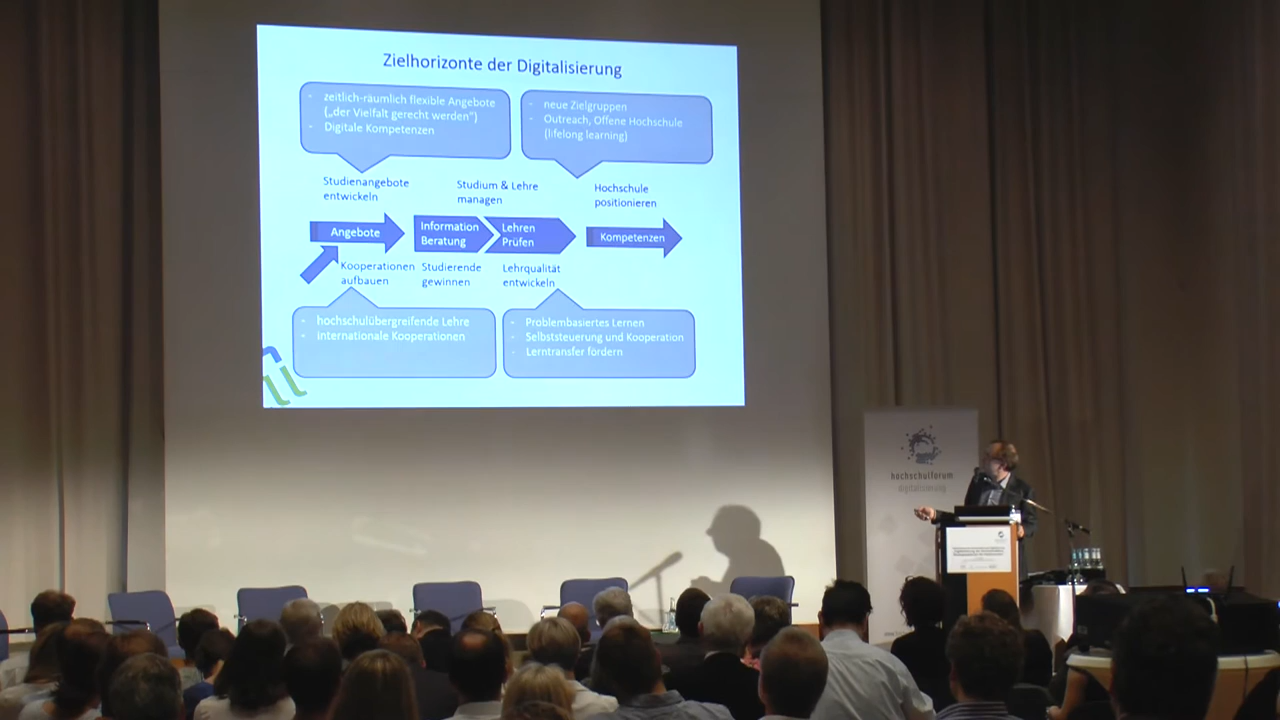 Zielhorizonte der Digitalisierung
- zeitlich-räumlich flexible Angebote
(„der Vielfalt gerecht werden“)
- Digitale Kompetenzen
- neue Zielgruppen
- Outreach, Offene Hochschule
(lifelong learning)
Studienangebote
entwickeln
Studium & Lehre
managen
Hochschule
positionieren
Angebote
Information
Beratung
Lehren
Prüfen
Kompetenzen
Kooperationen
aufbauen
Studierende
gewinnen
Lehrqualität
entwickeln
- hochschulübergreifende Lehre
- Internationale Kooperationen
- Problembasiertes Lernen
- Selbststeuerung und Kooperation
- Lerntransfer fördern
hochschulforum
digitalisierung